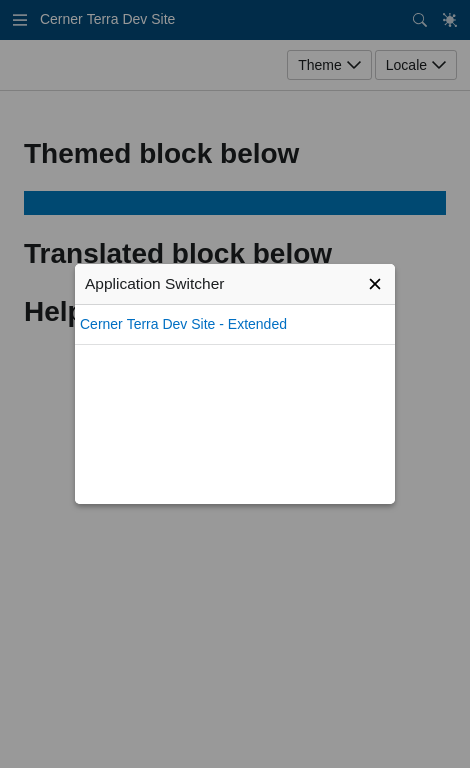 Cerner Terra Dev Site
Theme
Locale
Themed block below
Translated block below
Help
Application Switcher
Cerner Terra Dev Site - Extended